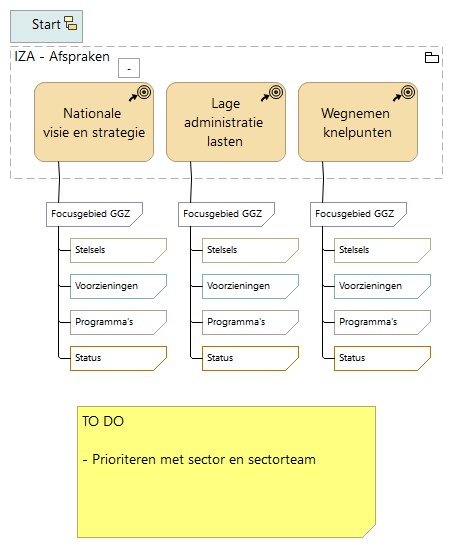 Start
IZA - Afspraken
-
Nationale
visie en strategie
Lage
administratie
lasten
Wegnemen
knelpunten
Focusgebied GGZ
Focusgebied GGZ
Focusgebied GGZ
Stelsels
Stelsels
Stelsels
Voorzieningen
Voorzieningen
Voorzieningen
Programma's
Programma's
Programma's
Status
Status
Status
TO DO
- Prioriteren met sector en sectorteam